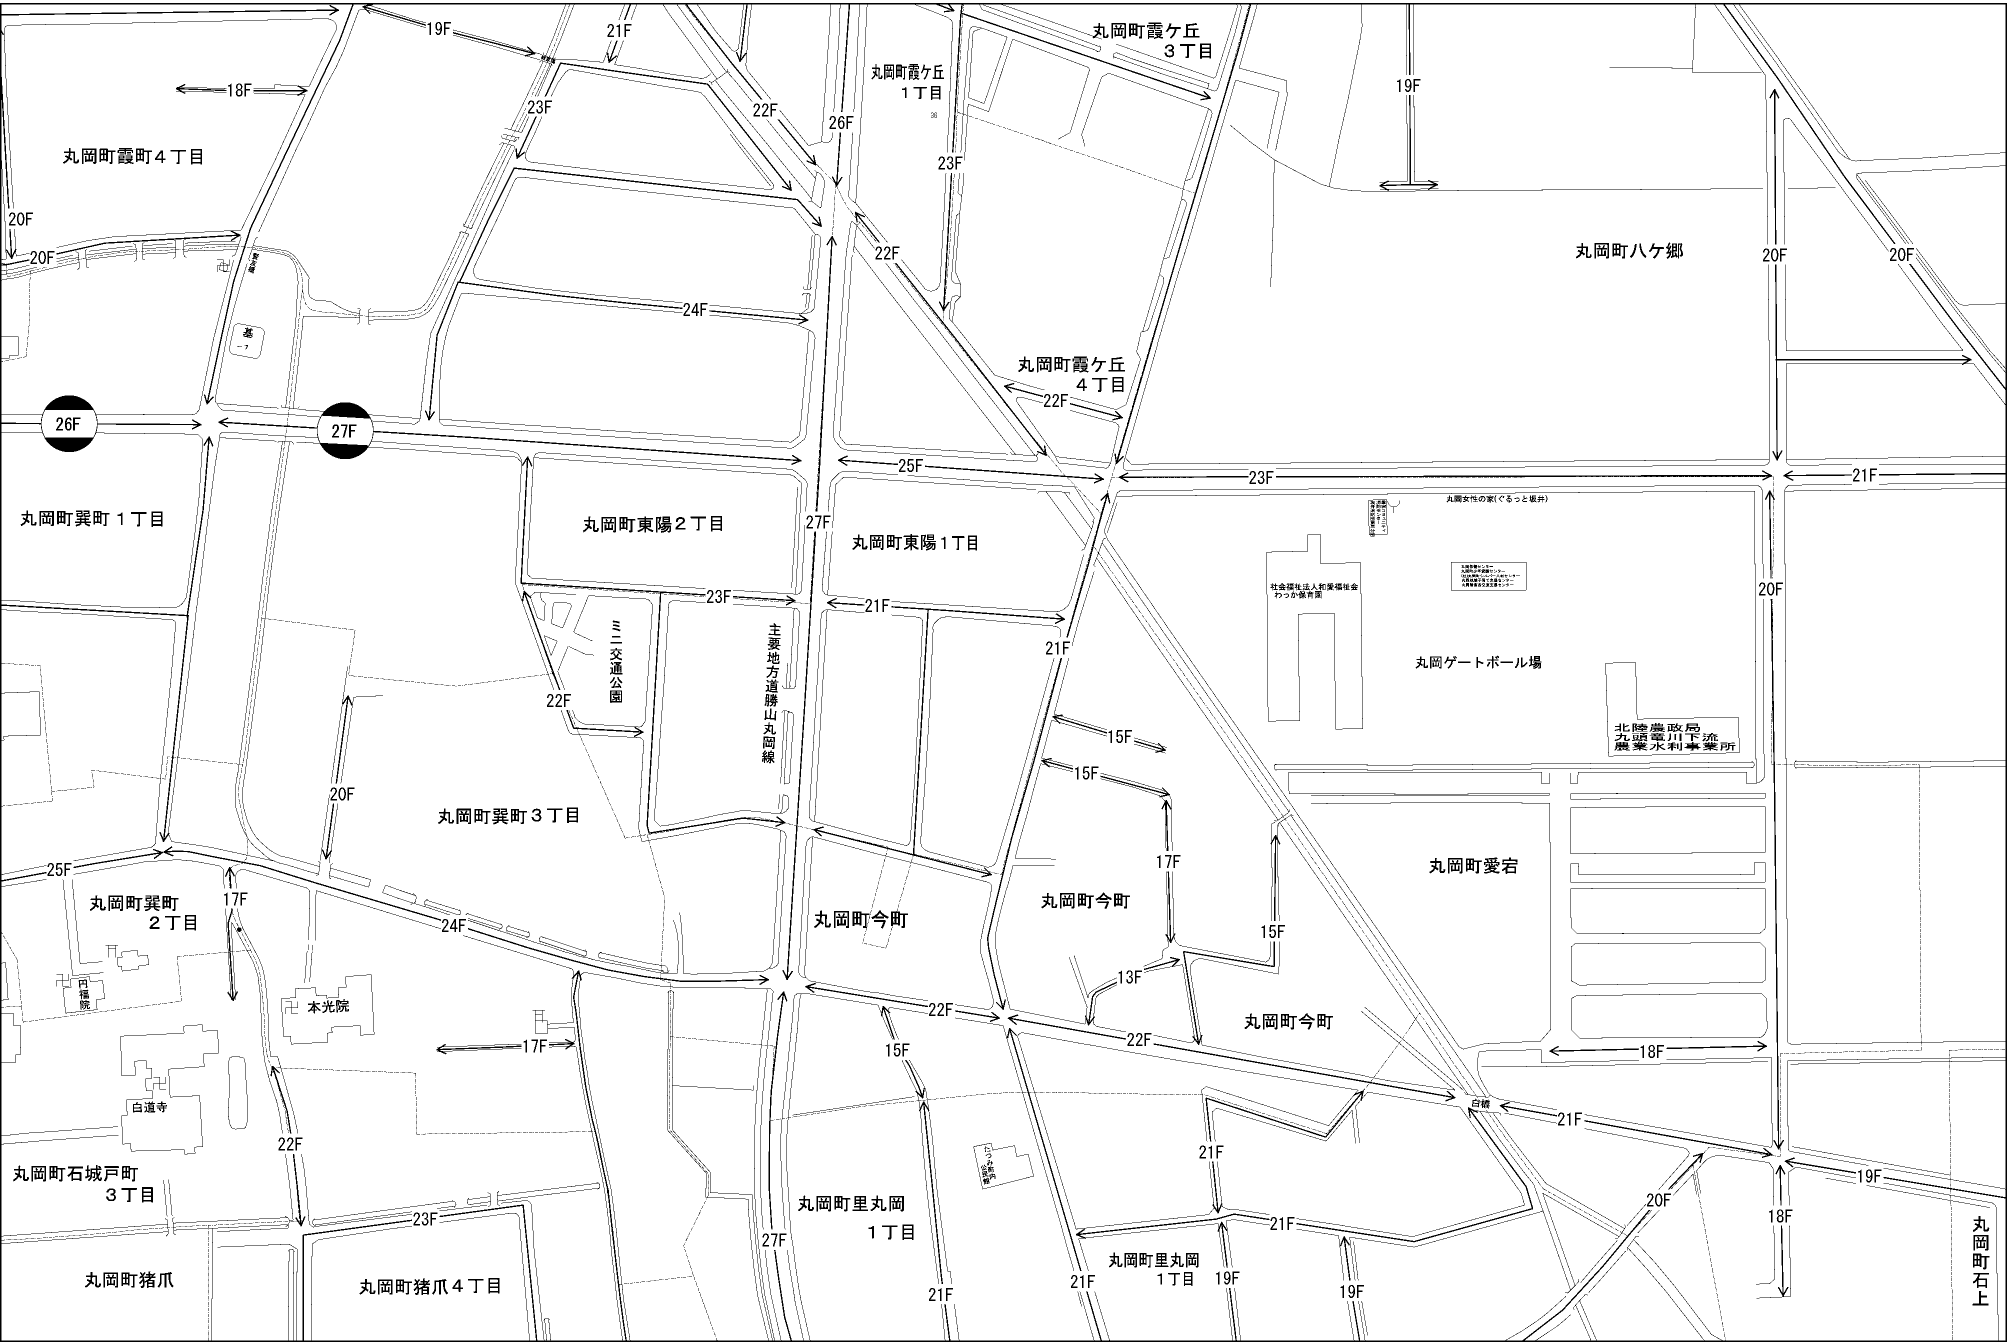 19F
21F
丸岡町霞ケ丘
３丁目
18F
23F
22F
26F
丸岡町霞ケ丘
１丁目
36
19F
丸岡町霞町４丁目
23F
20F
20F
22F
丸岡町八ケ郷
20F
20F
24F
墓
丸岡町霞ケ丘
４丁目
22F
26F
27F
25F
23F
21F
丸岡女性の家(ぐるっと坂井)
丸岡町巽町１丁目
丸岡町東陽２丁目
27F
丸岡町東陽１丁目
社会福祉法人和愛福祉会
わっか保育園
20F
23F
21F
ミニ交通公園
主要地方道勝山丸岡線
21F
丸岡ゲートボール場
22F
15F
15F
北陸農政局
九頭竜川下流
農業水利事業所
20F
丸岡町巽町３丁目
17F
丸岡町愛宕
25F
17F
丸岡町巽町
２丁目
24F
丸岡町今町
丸岡町今町
15F
13F
円福院
本光院
22F
22F
丸岡町今町
17F
15F
18F
白道寺
白橋
21F
22F
21F
たつみ町内
公民館
丸岡町石城戸町
３丁目
23F
27F
丸岡町里丸岡
１丁目
21F
20F
19F
18F
丸岡町石上
丸岡町猪爪
丸岡町猪爪４丁目
21F
21F
丸岡町里丸岡
１丁目
19F
19F